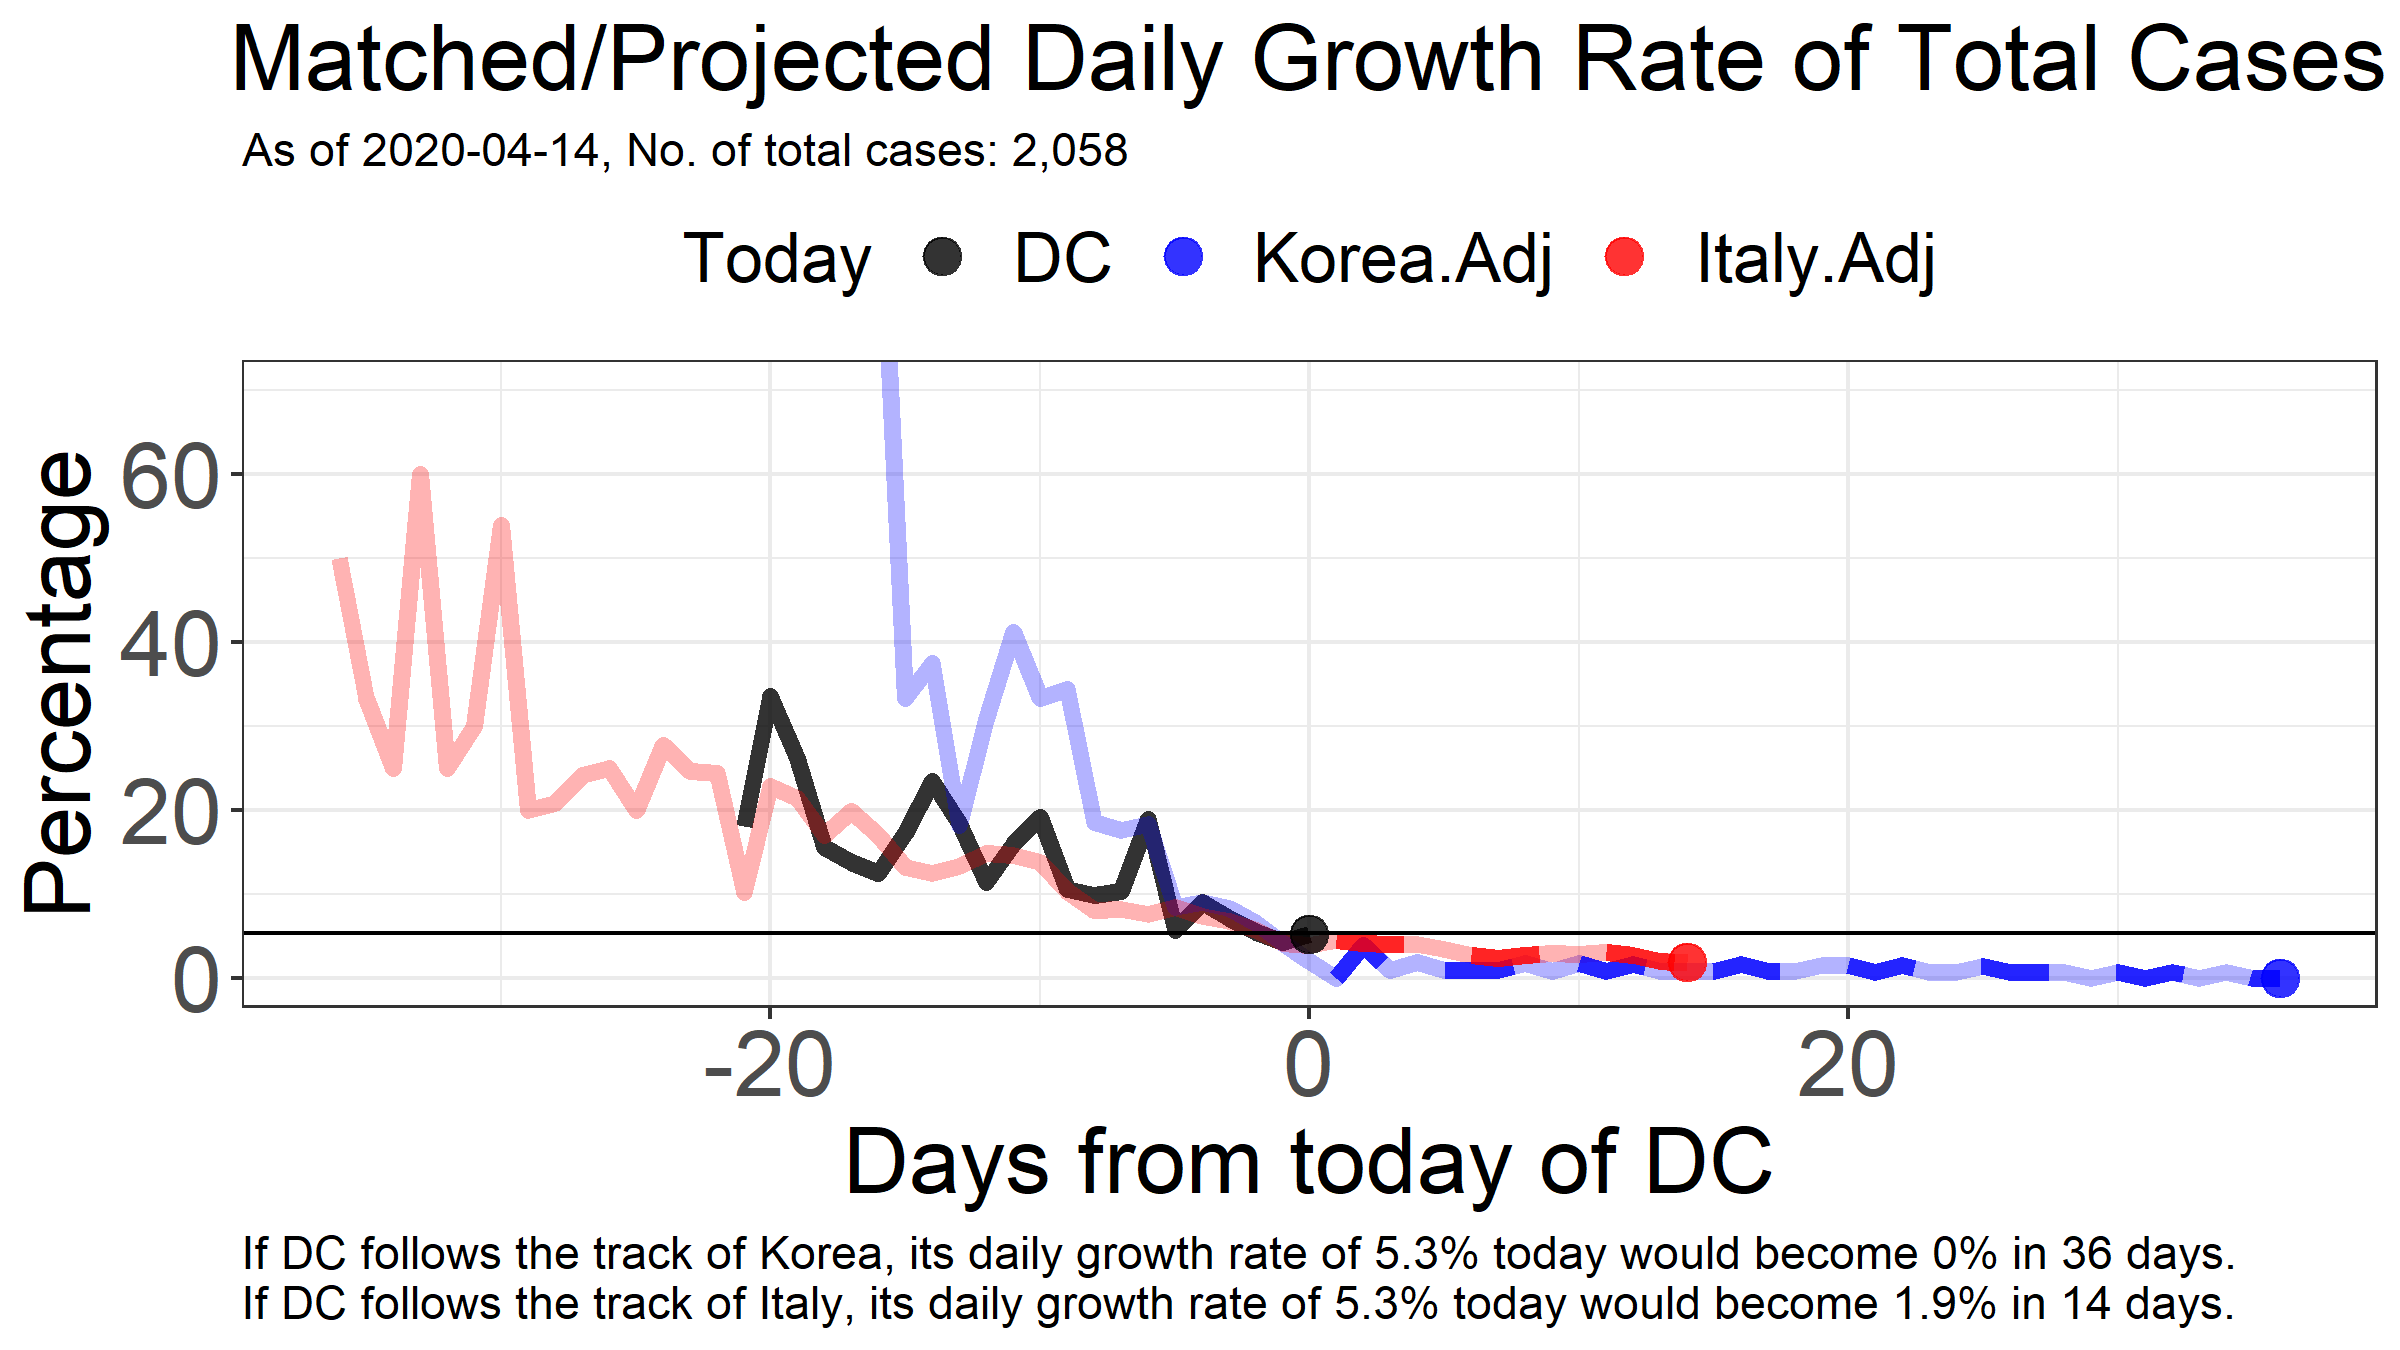 Matched/Projected Daily Growth Rate of Total Cases
As of 2020-04-14, No. of total cases: 2,058
Today DC Korea.Adj Italy.Adj
Percentage
60
40
20
0
-20 0 20
Days from today of DC
If DC follows the track of Korea, its daily growth rate of 5.3% today would become 0% in 36 days.
If DC follows the track of Italy, its daily growth rate of 5.3% today would become 1.9% in 14 days.